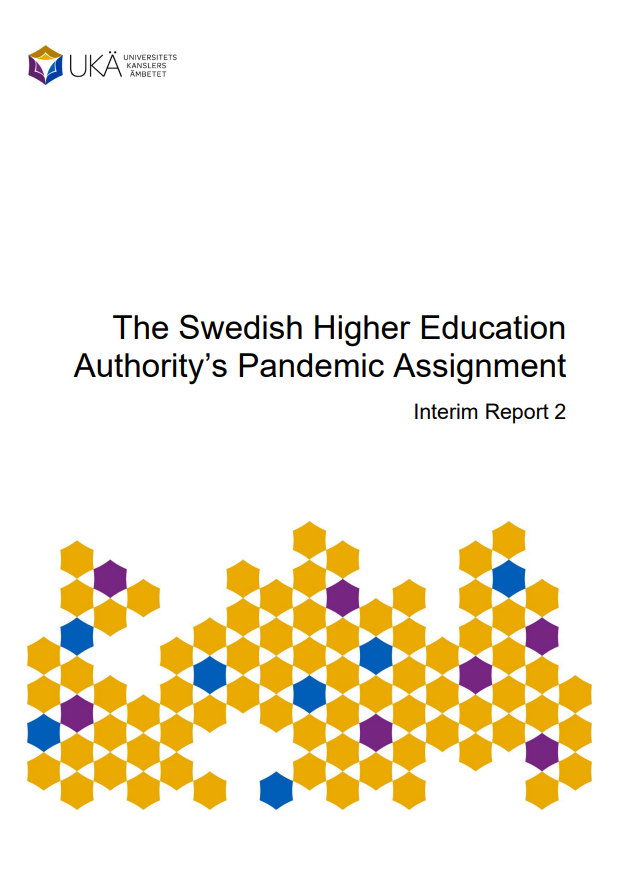 UKÄ UNIVERSITETS
KANSLERS
ÄMBETET
The Swedish Higher Education
Authority’s Pandemic Assignment
Interim Report 2